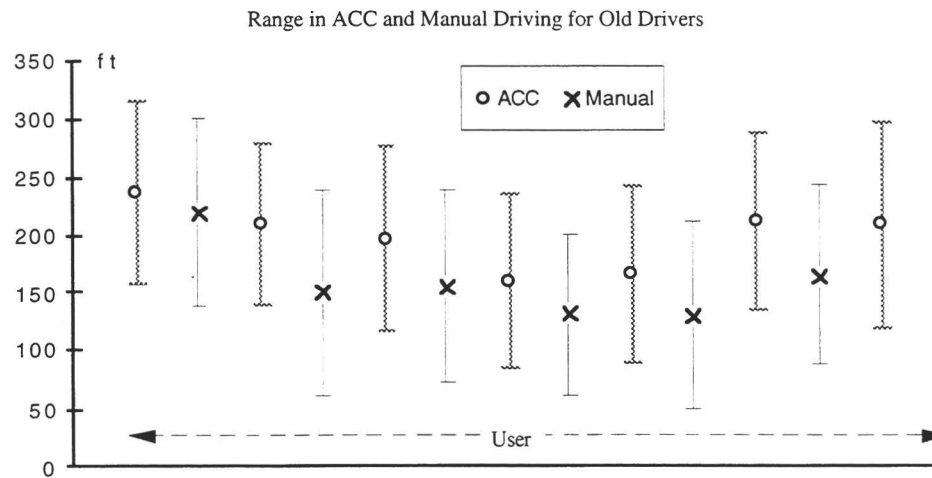 Range in ACC and Manual Driving for Old Drivers
350 ft
ACC Manual
300
250
200
150
100
50
User
0